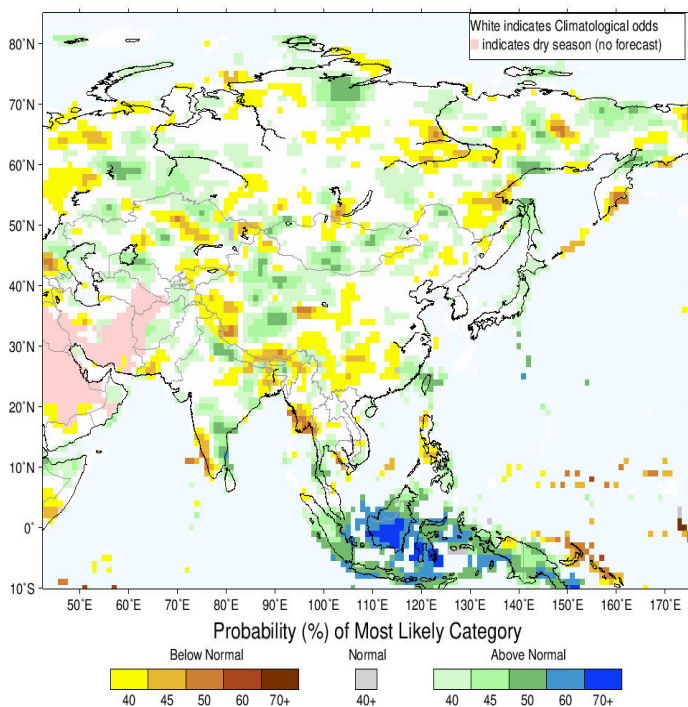 White indicates Climatological odds
indicates dry season (no forecast)
80°N
70°N
60°N
50°N
40°N
30°N
20°N
10°N
0°
10°S
50°E 60°E 70°E 80°E 90°E 100°E 110°E 120°E 130°E 140°E 150°E 160°E 170°E
Probability (%) of Most Likely Category
Below Normal Normal Above Normal
40 45 50 60 70+ 40+ 40 45 50 60 70+